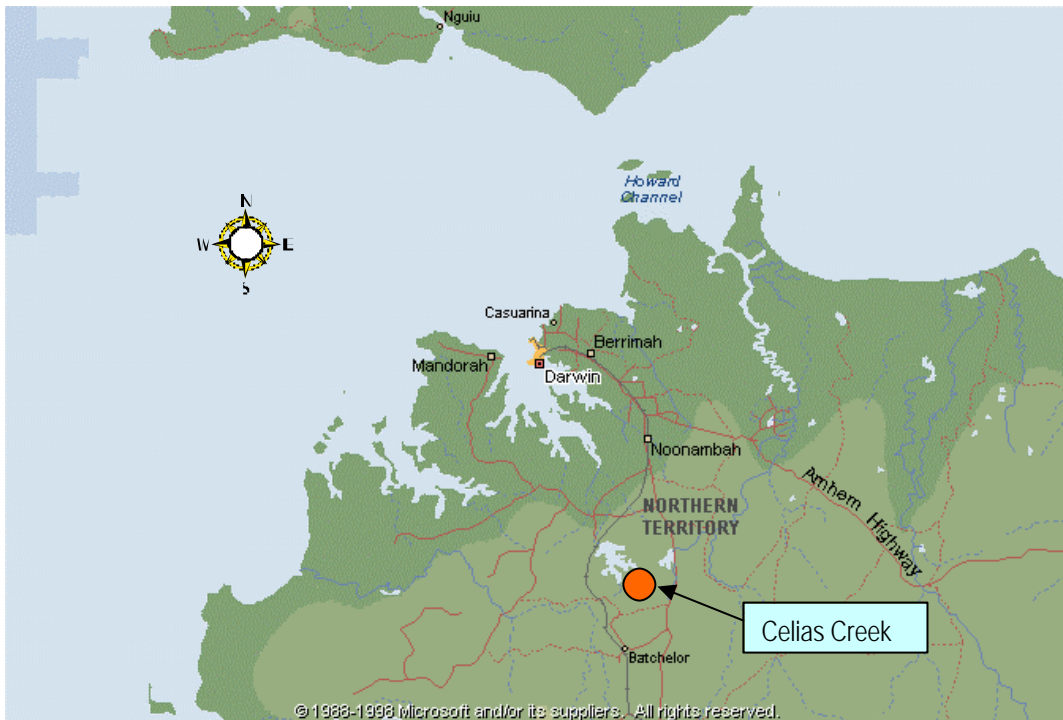 Nguiu
Howard
Channel
N
W E
S
Casuarina
Mandorah
Berrimah
Darwin
Noonambah
Arnhem Highway
NORTHERN
TERRITORY
Celias Creek
Batchelor
© 1988-1998 Microsoft and/or its suppliers. All rights reserved.